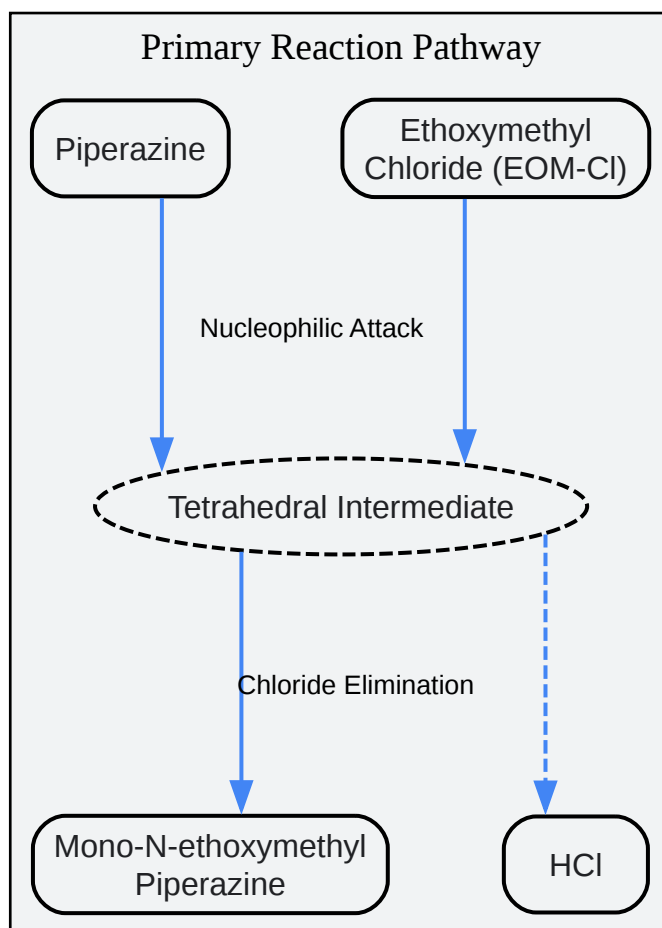 Primary Reaction Pathway
Piperazine
Ethoxymethyl
Chloride (EOM-Cl)
Nucleophilic Attack
Tetrahedral Intermediate
Chloride Elimination
Mono-N-ethoxymethyl
Piperazine
HCl